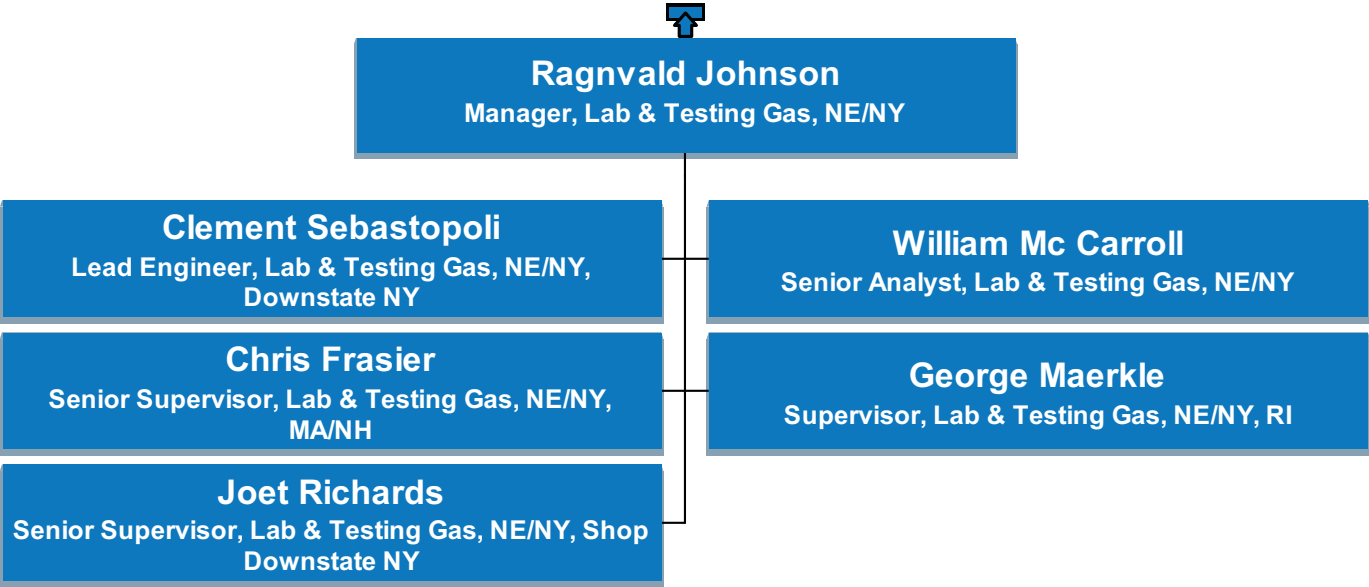 Ragnvald Johnson
Manager, Lab & Testing Gas, NE/NY
Clement Sebastopoli
Lead Engineer, Lab & Testing Gas, NE/NY,
Downstate NY
William Mc Carroll
Senior Analyst, Lab & Testing Gas, NE/NY
Chris Frasier
Senior Supervisor, Lab & Testing Gas, NE/NY,
MA/NH
George Maerkle
Supervisor, Lab & Testing Gas, NE/NY, RI
Joet Richards
Senior Supervisor, Lab & Testing Gas, NE/NY, Shop
Downstate NY